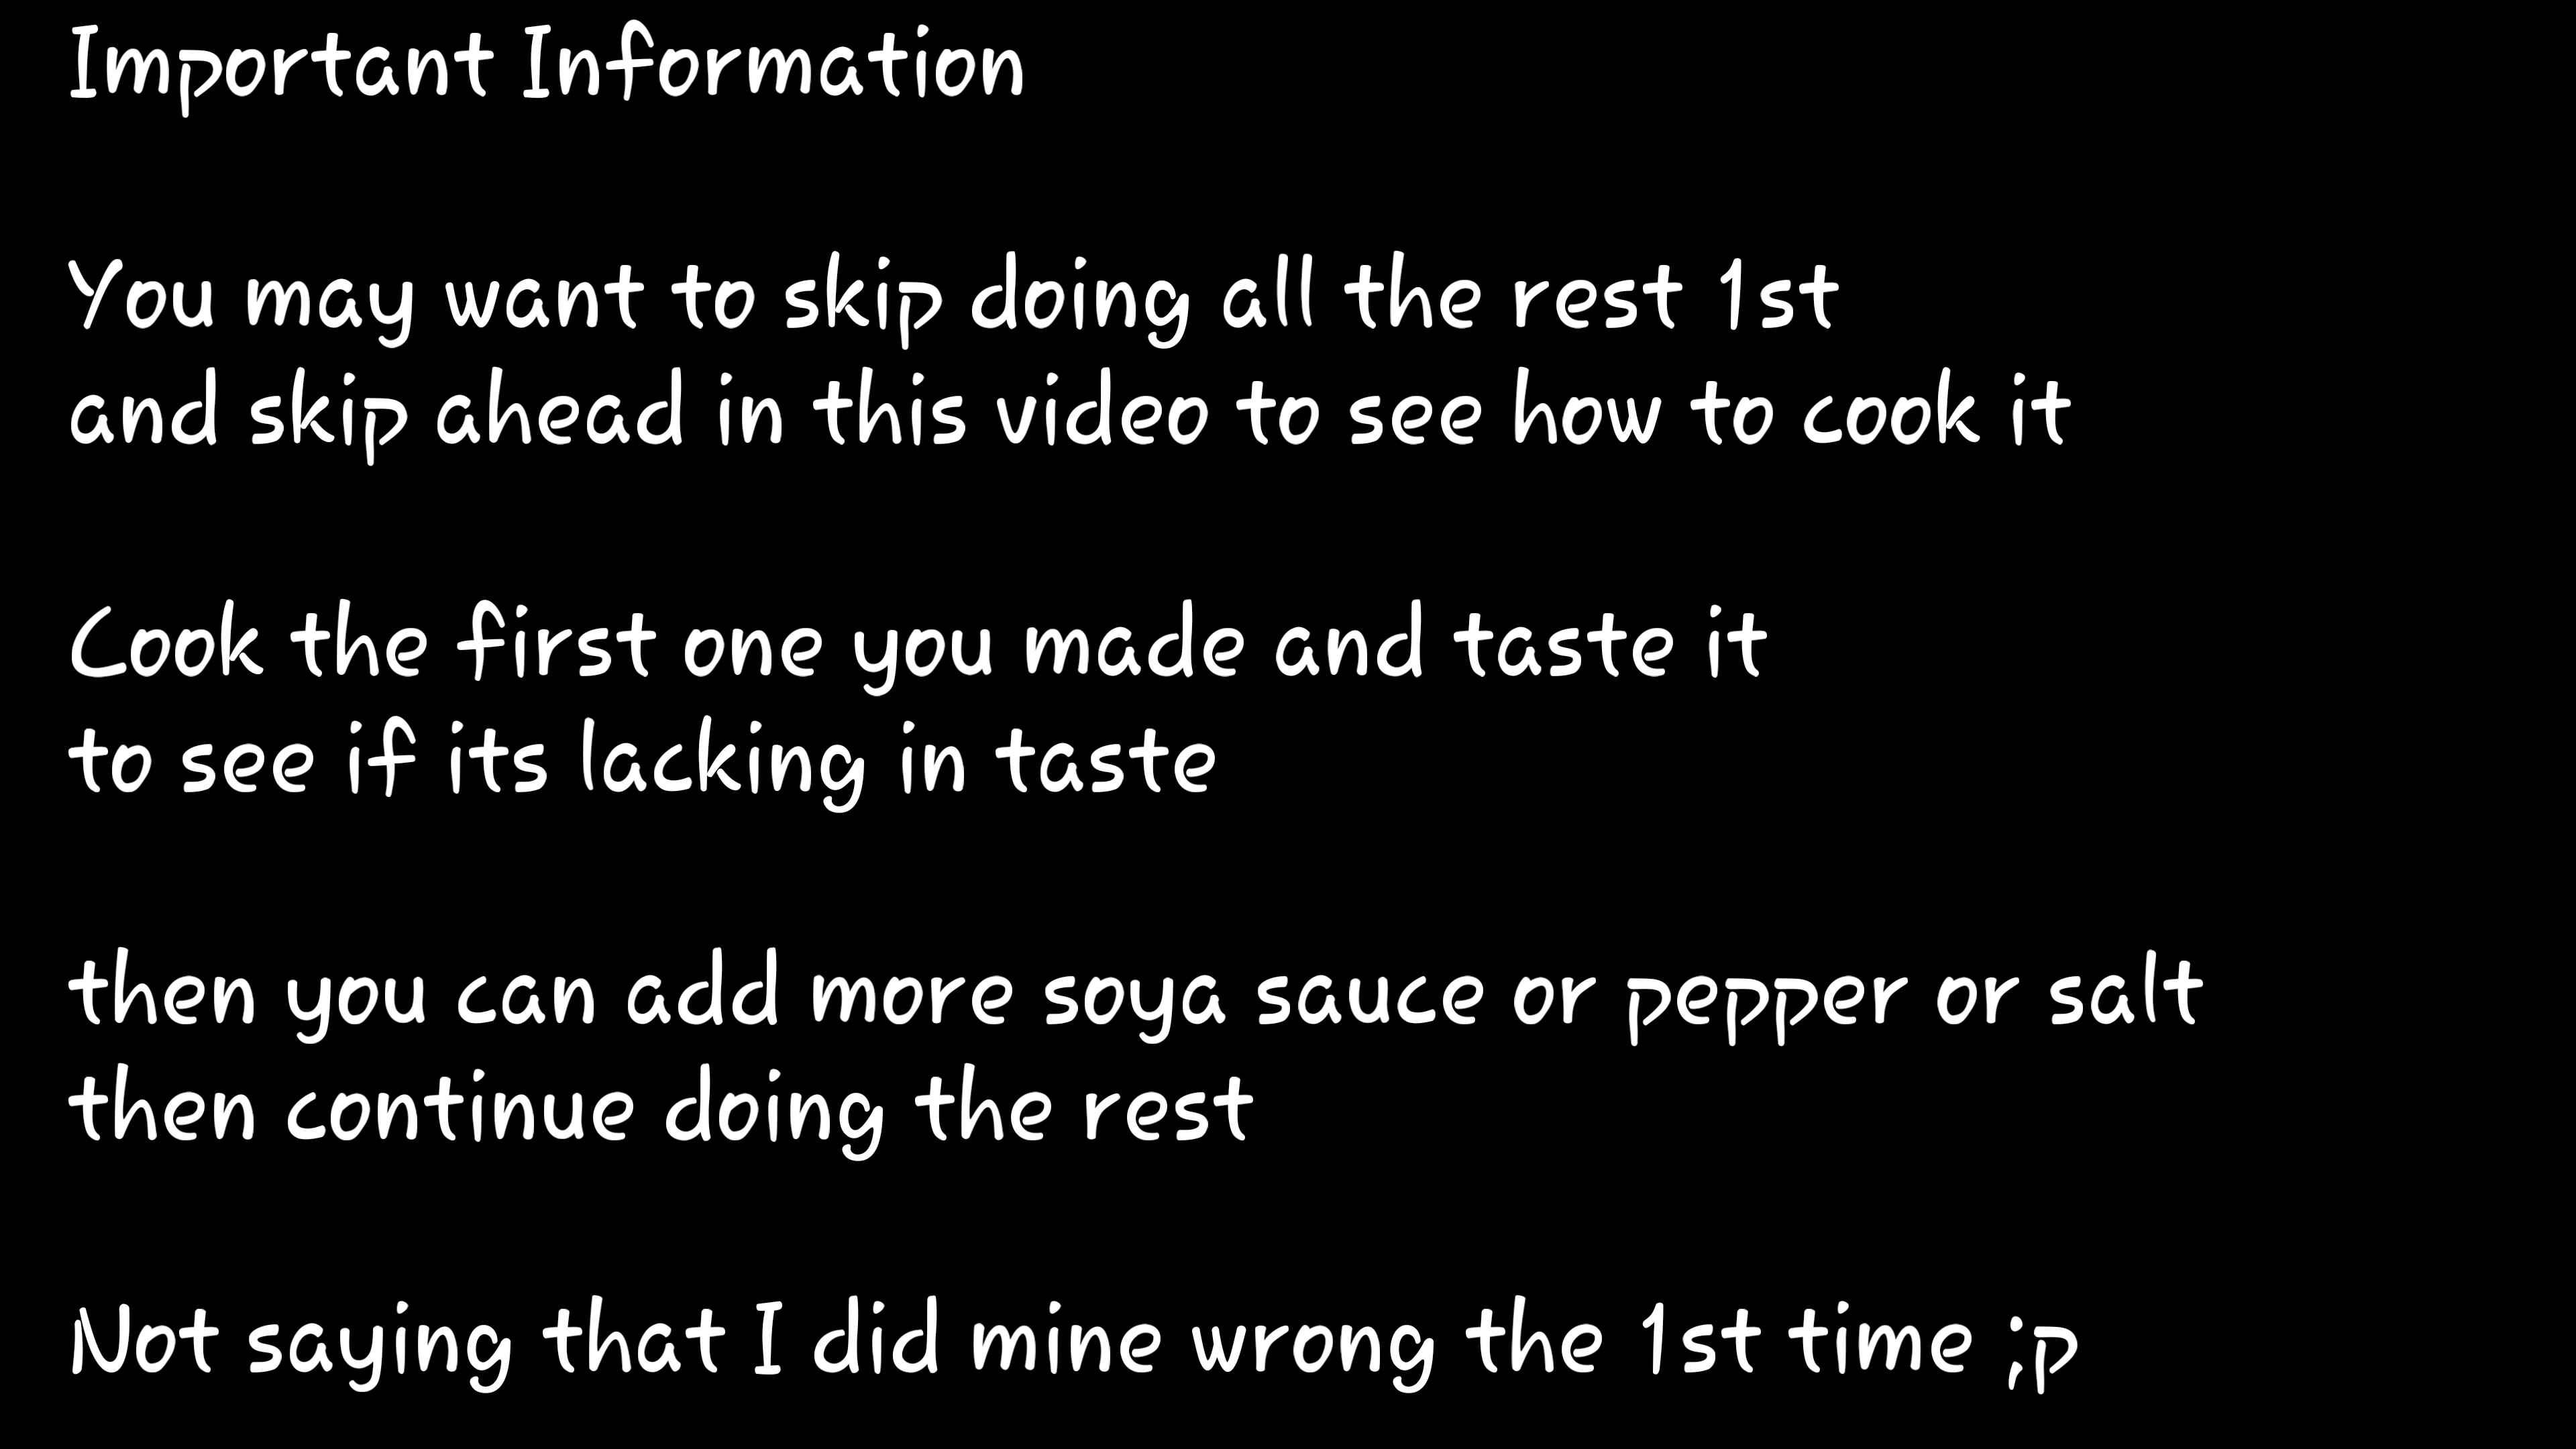 Important Information
You may want to skip doing all the rest 1st
and skip ahead in this video to see how to cook it
Cook the first one you made and taste it
to see if its lacking in taste
then you can add more soya sauce or pepper or salt
then continue doing the rest
Not saying that I did mine wrong the 1st time ;p